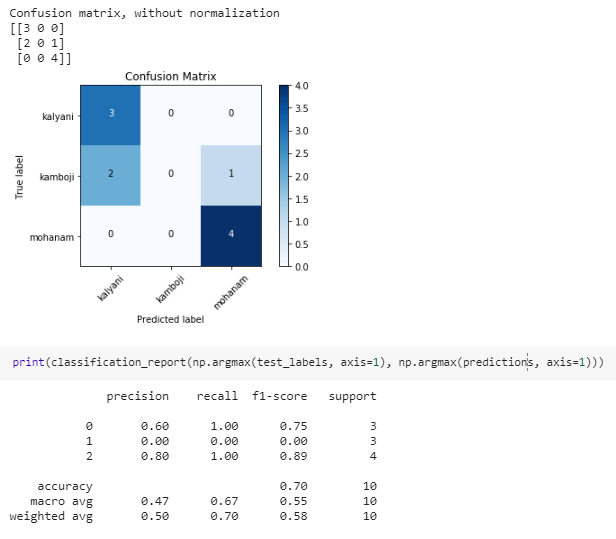 Confusion matrix, without normalization
[[3 0 0]
 [2 0 1]
 [0 0 4]]
Confusion Matrix
4.0
kalyani 3 0 0
3.5
3.0
2.5
True label
kamboji 2 0 1
2.0
1.5
1.0
mohanam 0 0 4
0.5
0.0
kalyani kamboji mohanam
Predicted label
print(classification_report(np.argmax(test_labels, axis=1), np.argmax(predictions, axis=1)))
precision recall f1-score support
0 0.60 1.00 0.75 3
1 0.00 0.00 0.00 3
2 0.80 1.00 0.89 4
accuracy 0.70 10
macro avg 0.47 0.67 0.55 10
weighted avg 0.50 0.70 0.58 10